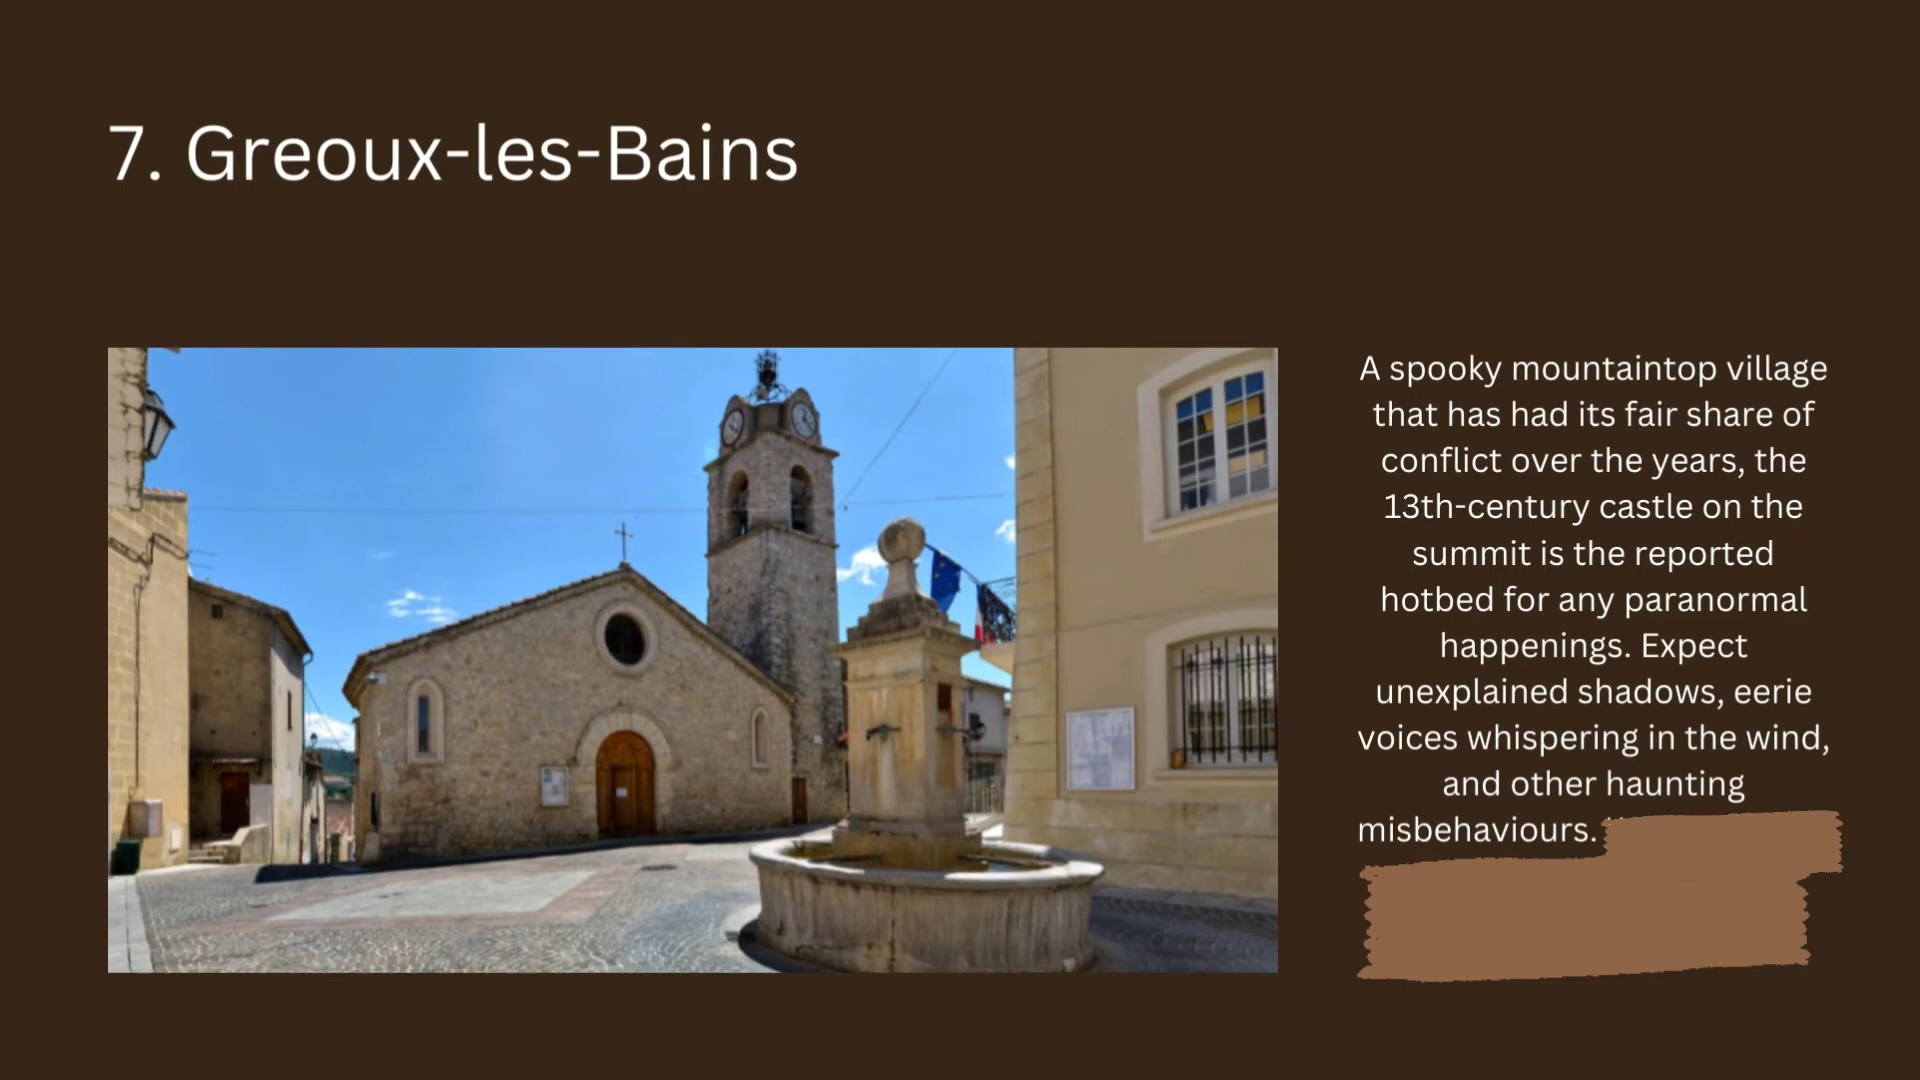 7. Greoux-les-Bains
A spooky mountaintop village
that has had its fair share of
conflict over the years, the
13th-century castle on the
summit is the reported
hotbed for any paranormal
happenings. Expect
unexplained shadows, eerie
voices whispering in the wind,
and other haunting
misbehaviours.